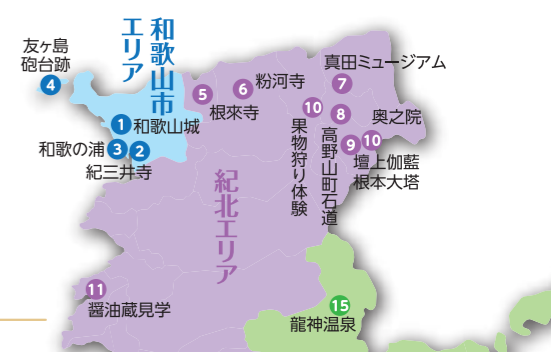 和歌山市
エリア
友ヶ島
砲台跡
4
1 和歌山城
和歌の浦 3
2
紀三井寺
5
根來寺
6 粉河寺
真田ミュージアム
7
10
果物狩り体験
8
高野山町石道
奥之院
10
9
壇上伽藍
根本大塔
紀北エリア
11
醤油蔵見学
15
龍神温泉